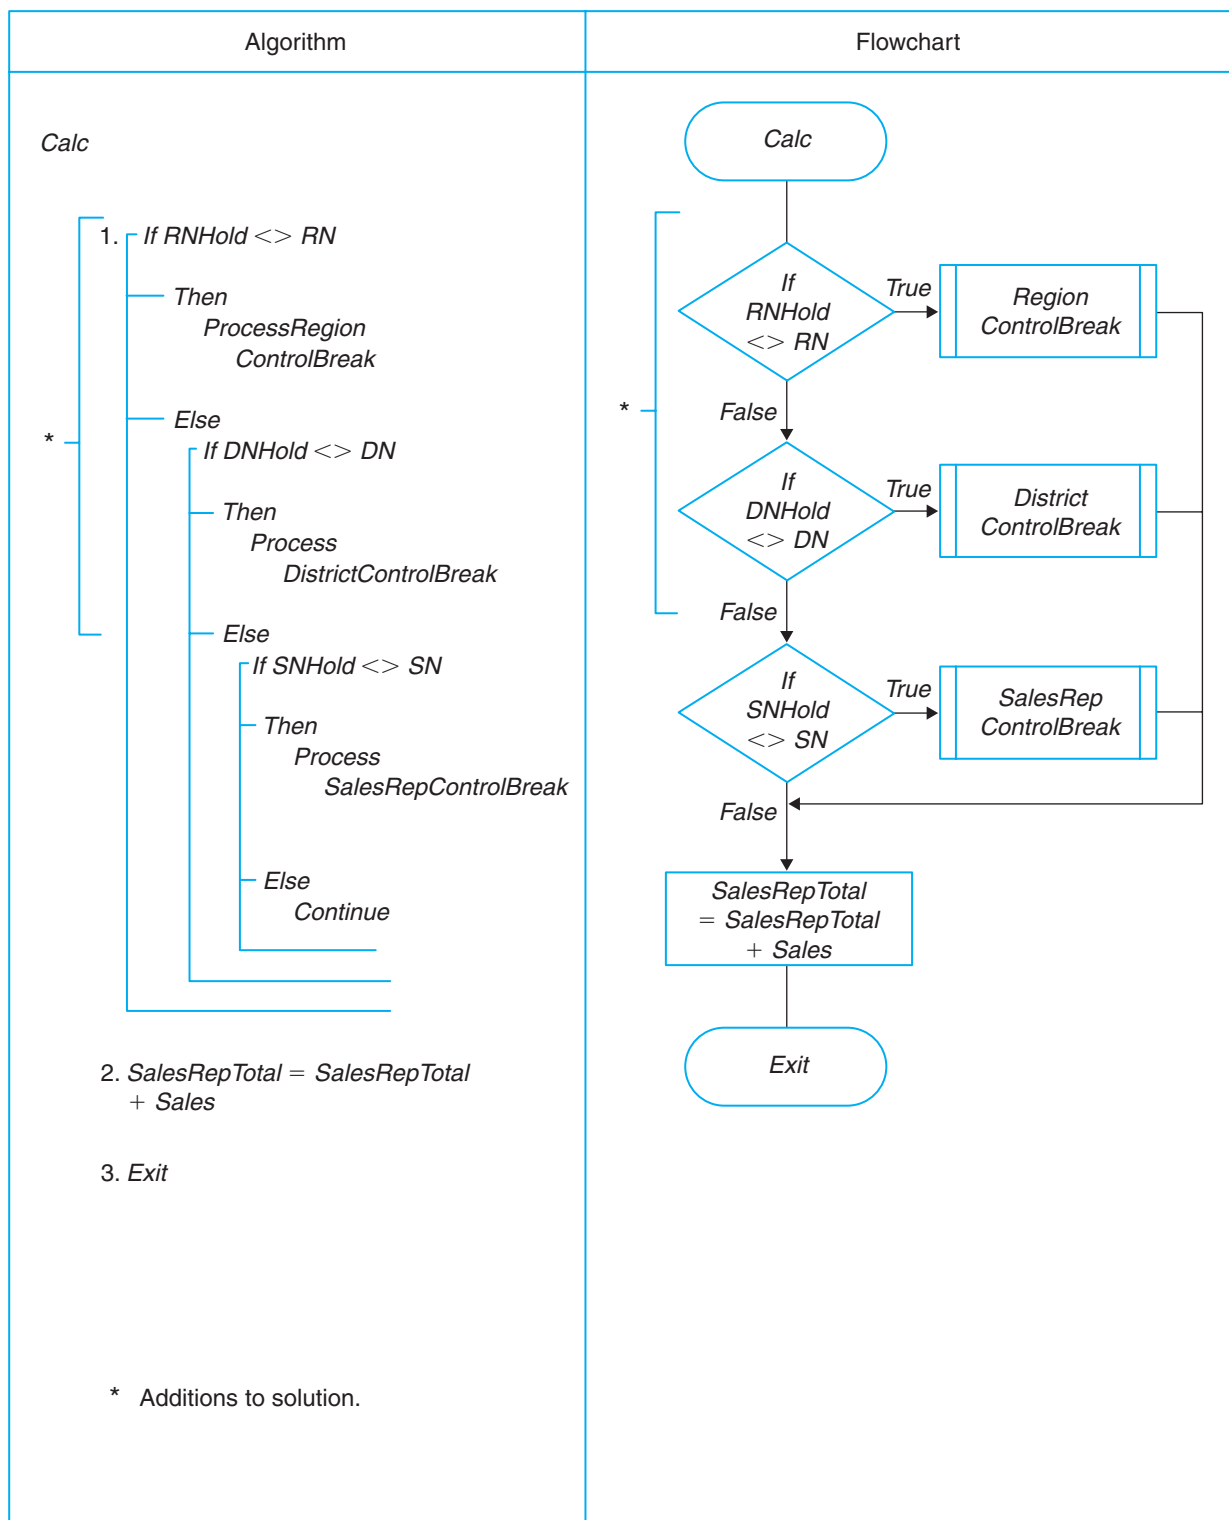 Algorithm
Calc
1. If RNHold <> RN
Then
ProcessRegion
ControlBreak
Else
*
If DNHold <> DN
Then
Process
DistrictControlBreak
Else
If SNHold <> SN
Then
Process
SalesRepControlBreak
Else
Continue
2. SalesRepTotal = SalesRepTotal
+ Sales
3. Exit
* Additions to solution.
Flowchart
Calc
If
RNHold
<> RN
True
Region
ControlBreak
*
False
If
DNHold
<> DN
True
District
ControlBreak
False
If
SNHold
<> SN
True
SalesRep
ControlBreak
False
SalesRepTotal
= SalesRepTotal
+ Sales
Exit